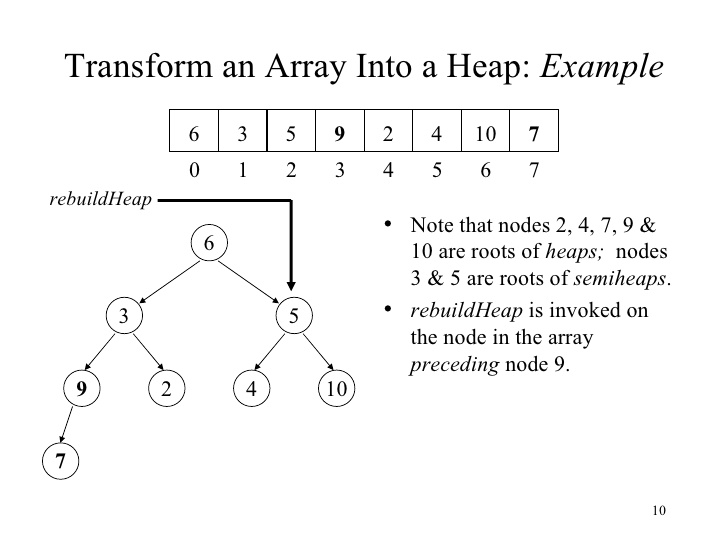 Transform an Array Into a Heap: Example
6 3 5 9 2 4 10 7
0 1 2 3 4 5 6 7
rebuildHeap
6
3 5
9 2 4 10
7
• Note that nodes 2, 4, 7, 9 &
10 are roots of heaps; nodes
3 & 5 are roots of semiheaps.
• rebuildHeap is invoked on
the node in the array
preceding node 9.
10